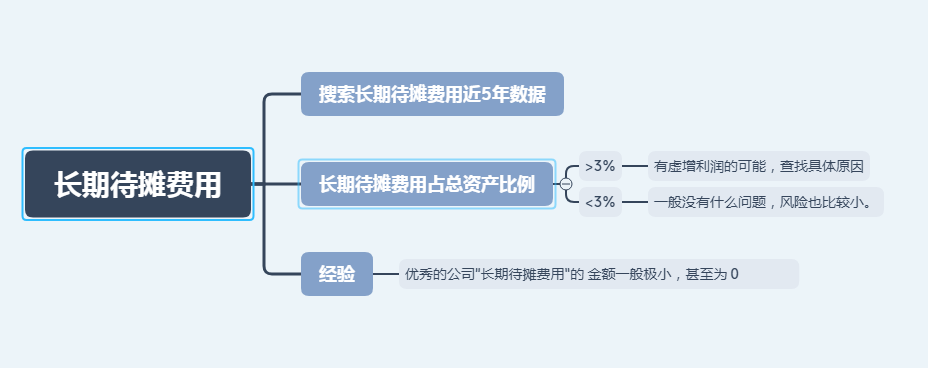 长期待摊费用
搜索长期待摊费用近5年数据
长期待摊费用占总资产比例
>3%
有虚增利润的可能，查找具体原因
<3%
一般没有什么问题，风险也比较小。
经验
优秀的公司"长期待摊费用"的 金额一般极小，甚至为 0